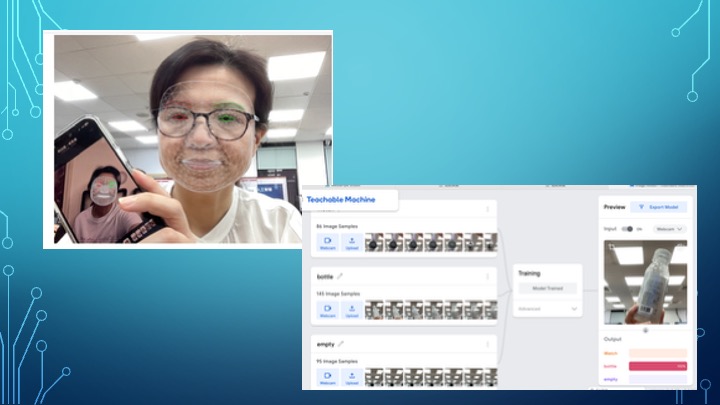 Teachable Machine
86 Image Samples
Webcam
Upload
bottle
145 Image Samples
Webcam
Upload
empty
95 Image Samples
Webcam
Upload
Training
Model Trained
Advanced
Preview
Export Model
Input
ON
Webcam
Output
Watch
bottle
empty